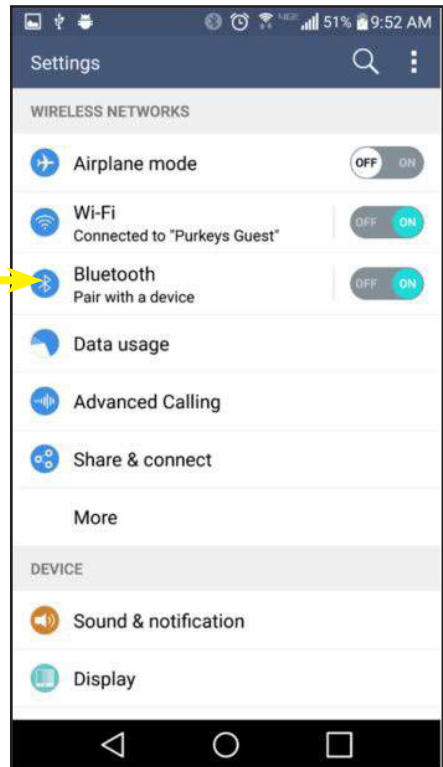 51% 9:52 AM
Settings
WIRELESS NETWORKS
Airplane mode
OFF ON
Wi-Fi
Connected to "Purkeys Guest"
OFF ON
Bluetooth
Pair with a device
OFF ON
Data usage
Advanced Calling
Share & connect
More
DEVICE
Sound & notification
Display